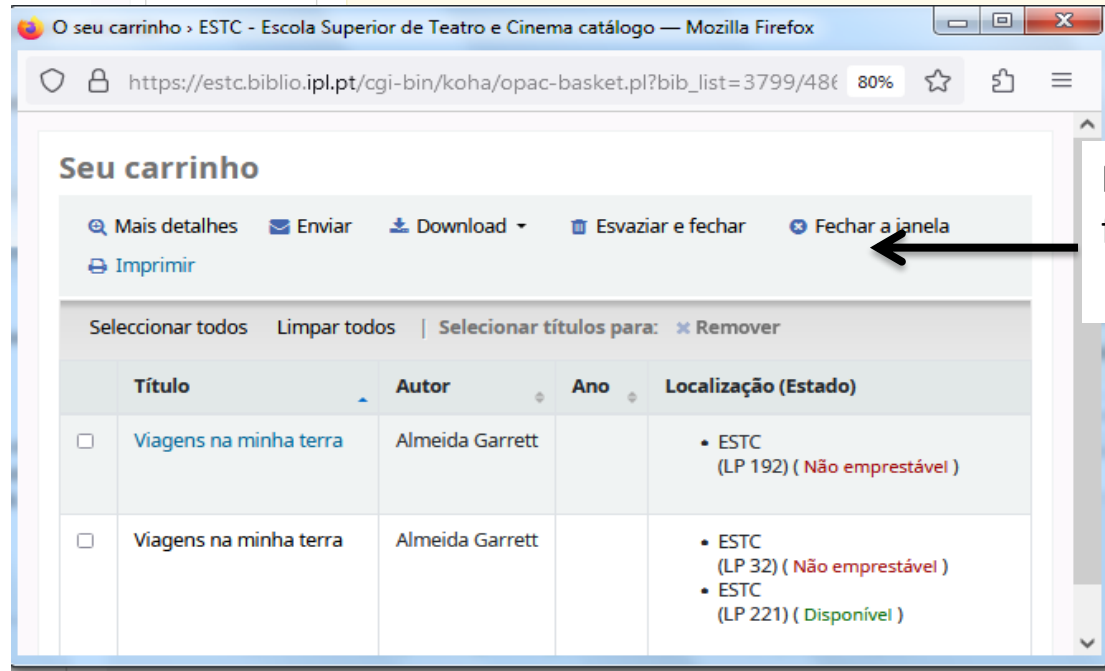 O seu carrinho › ESTC - Escola Superior de Teatro e Cinema catálogo — Mozilla Firefox
https://estc.biblio.ipl.pt/cgi-bin/koha/opac-basket.pl?bib_list=3799/486 80%
Seu carrinho
Mais detalhes Enviar Download Esvaziar e fechar Fechar a janela
Imprimir
Seleccionar todos Limpar todos | Selecionar títulos para: Remover
Título Autor Ano Localização (Estado)
Viagens na minha terra Almeida Garrett • ESTC
(LP 192) ( Não emprestável )
Viagens na minha terra Almeida Garrett • ESTC
(LP 32) ( Não emprestável )
• ESTC
(LP 221) ( Disponível )